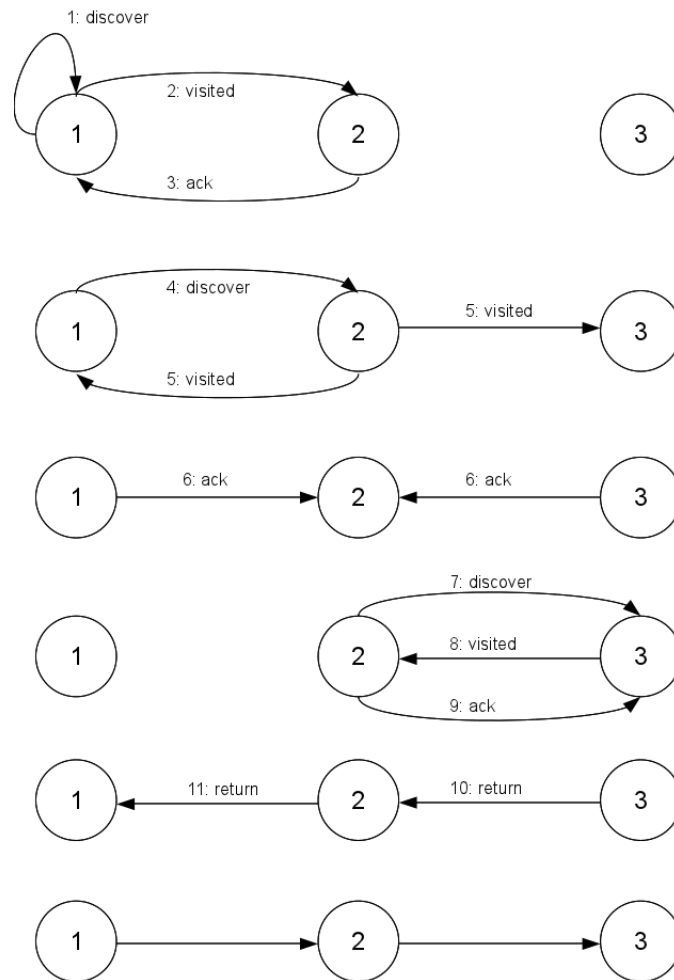 1: discover
2: visited
1
2
3
3: ack
4: discover
5: visited
1
2
3
5: visited
6: ack
6: ack
1
2
3
7: discover
8: visited
1
2
3
9: ack
11: return
10: return
1
2
3
1
2
3